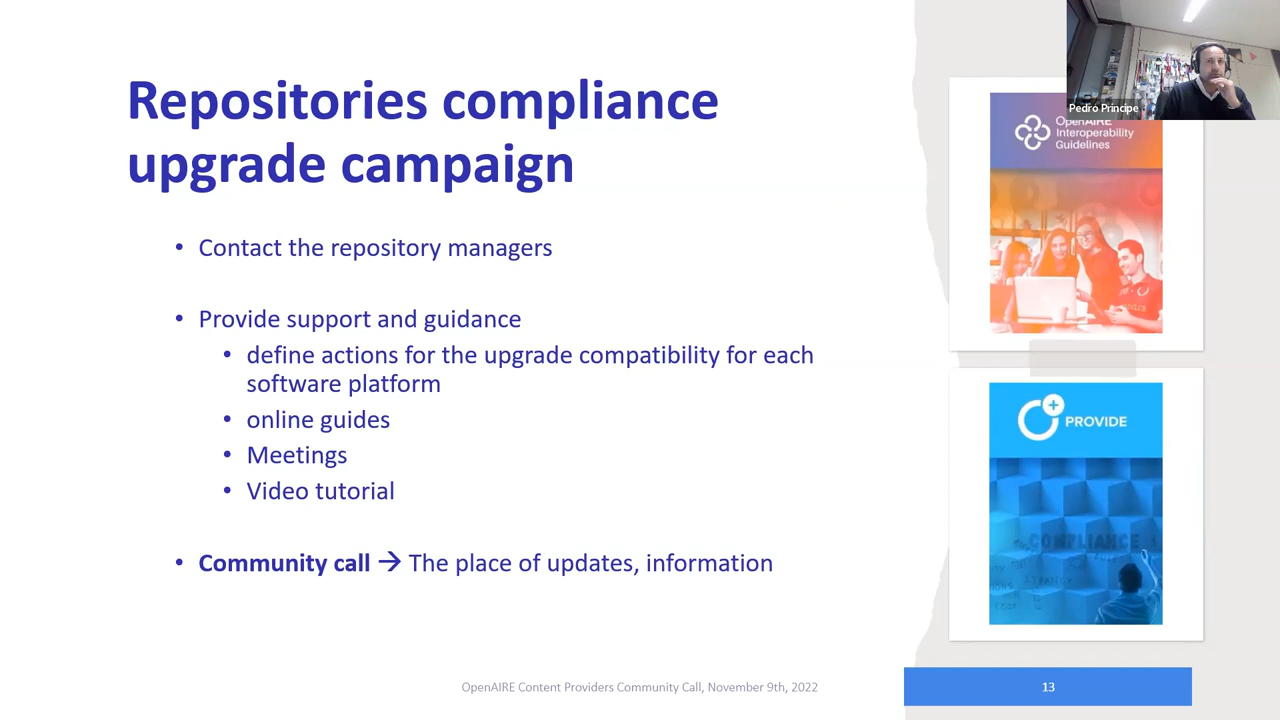 Repositories compliance
upgrade campaign
• Contact the repository managers
• Provide support and guidance
• define actions for the upgrade compatibility for each
software platform
• online guides
• Meetings
• Video tutorial
• Community call → The place of updates, information
Pedro Príncipe
OpenAIRE
Interoperability
Guidelines
PROVIDE
COMPLIANCE
OpenAIRE Content Providers Community Call, November 9th, 2022
13